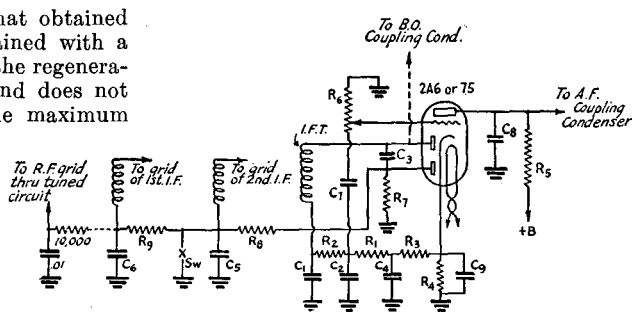 hat obtained
ained with a
she regenera-
nd does not
e maximum
To B.O.
Coupling Cond.
2A6 or 75
To A.F.
Coupling
Condenser
R6
I.F.T.
C3
C7
R7
C8
R5
+B
To R.F. grid
thru tuned
circuit
To grid
of 1st. I.F.
To grid
of 2nd. I.F.
10,000
R9
R8
R2
R1
R3
.01
C6
Sw
C5
C1
C2
C4
R4
C9